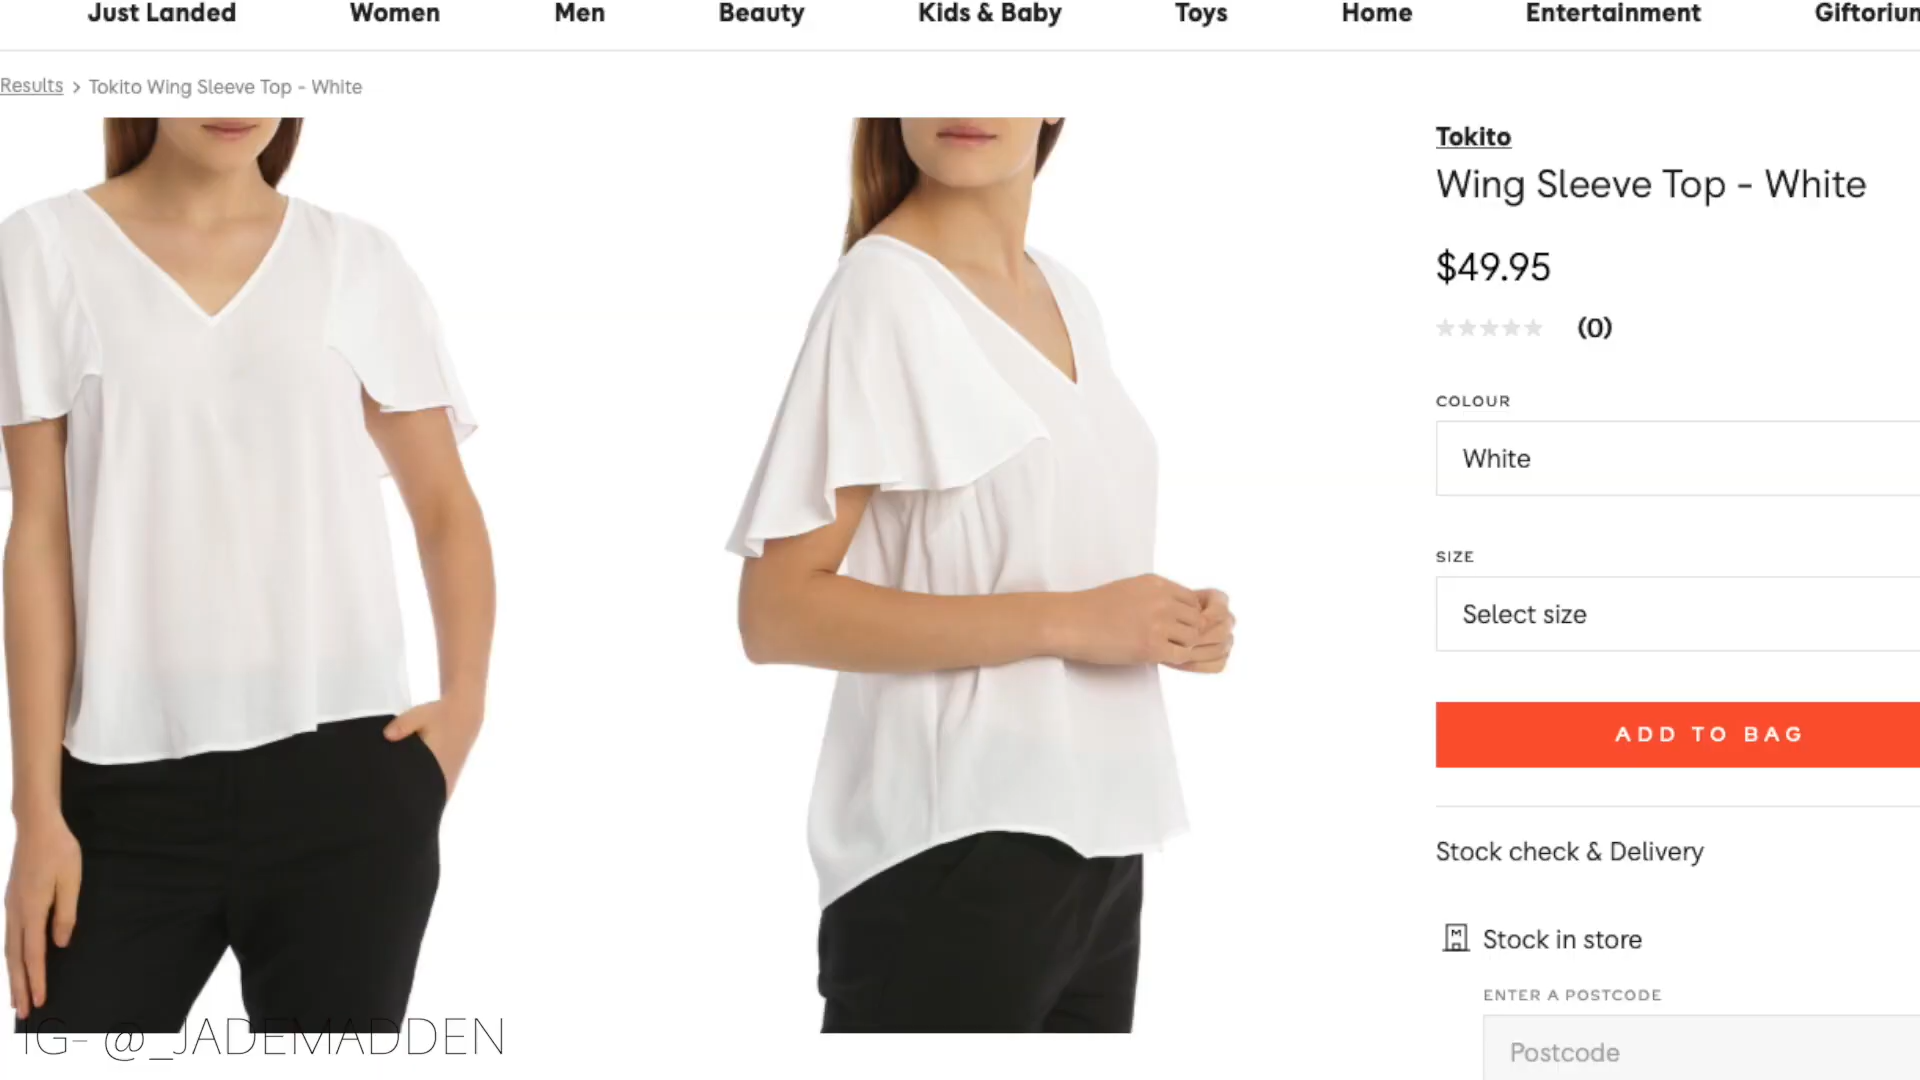 Just Landed Women Men Beauty Kids & Baby Toys Home Entertainment Giftorium
Results > Tokito Wing Sleeve Top - White
Tokito
Wing Sleeve Top - White
$49.95
(0)
COLOUR
White
SIZE
Select size
ADD TO BAG
Stock check & Delivery
M Stock in store
ENTER A POSTCODE
Postcode
IG- @_JADEMADDEN